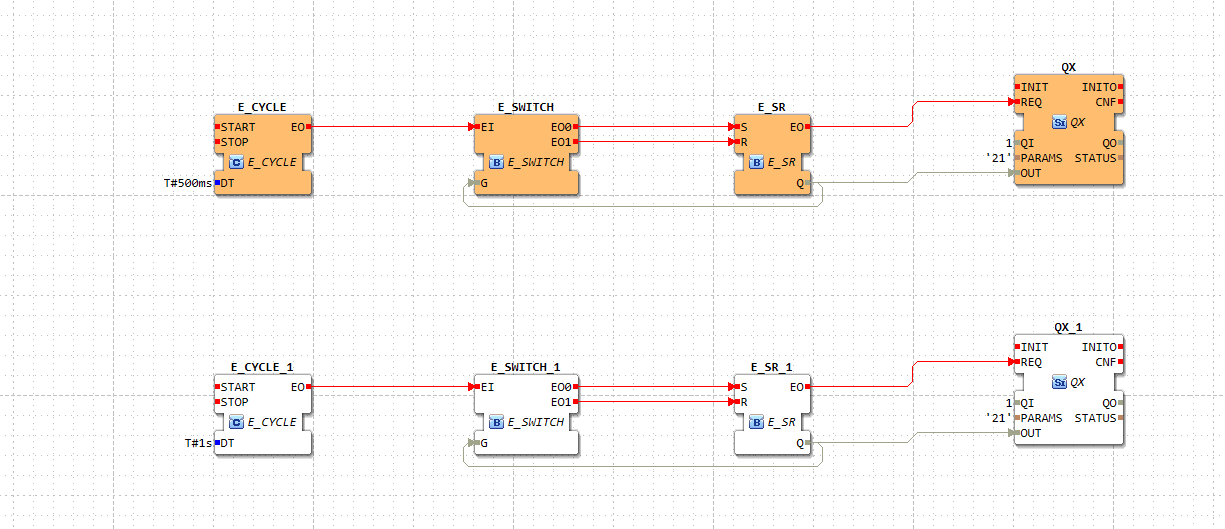 QX
E_CYCLE E_SWITCH E_SR
INIT INITO
REQ CNF
START EO EI EO0 S EO
STOP EO1 R
Si QX
C E_CYCLE B E_SWITCH B E_SR
1 QI QO
'21' PARAMS STATUS
OUT
T#500ms DT G Q
QX_1
E_CYCLE_1 E_SWITCH_1 E_SR_1
INIT INITO
REQ CNF
START EO EI EO0 S EO
STOP EO1 R
Si QX
C E_CYCLE B E_SWITCH B E_SR
1 QI QO
'21' PARAMS STATUS
OUT
T#1s DT G Q